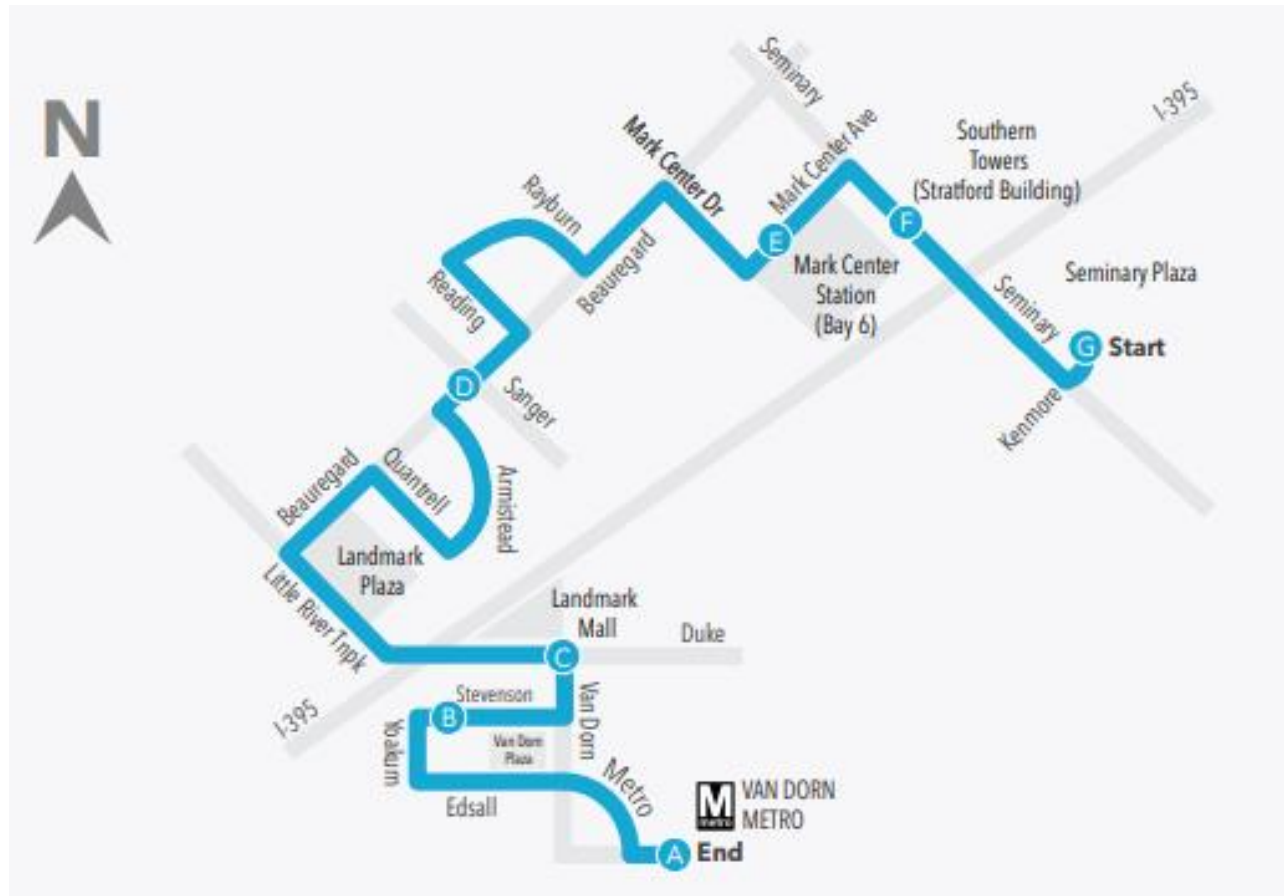 N
Seminary
I-395
Southern
Towers
(Stratford Building)
Mark Center Ave
Mark Center Dr
F
Rayburn
E
Mark Center
Station
(Bay 6)
Seminary Plaza
Beauregard
Reading
Seminary
G Start
D
Sanger
Kenmore
Beauregard
Quantrell
Armistead
Landmark
Plaza
Little River Tnpk
Landmark
Mall
Duke
C
I-395
Stevenson
B
Van Dorn
Yoakum
Van Dorn
Plaza
Metro
Edsall
M
metro
VAN DORN
METRO
A End